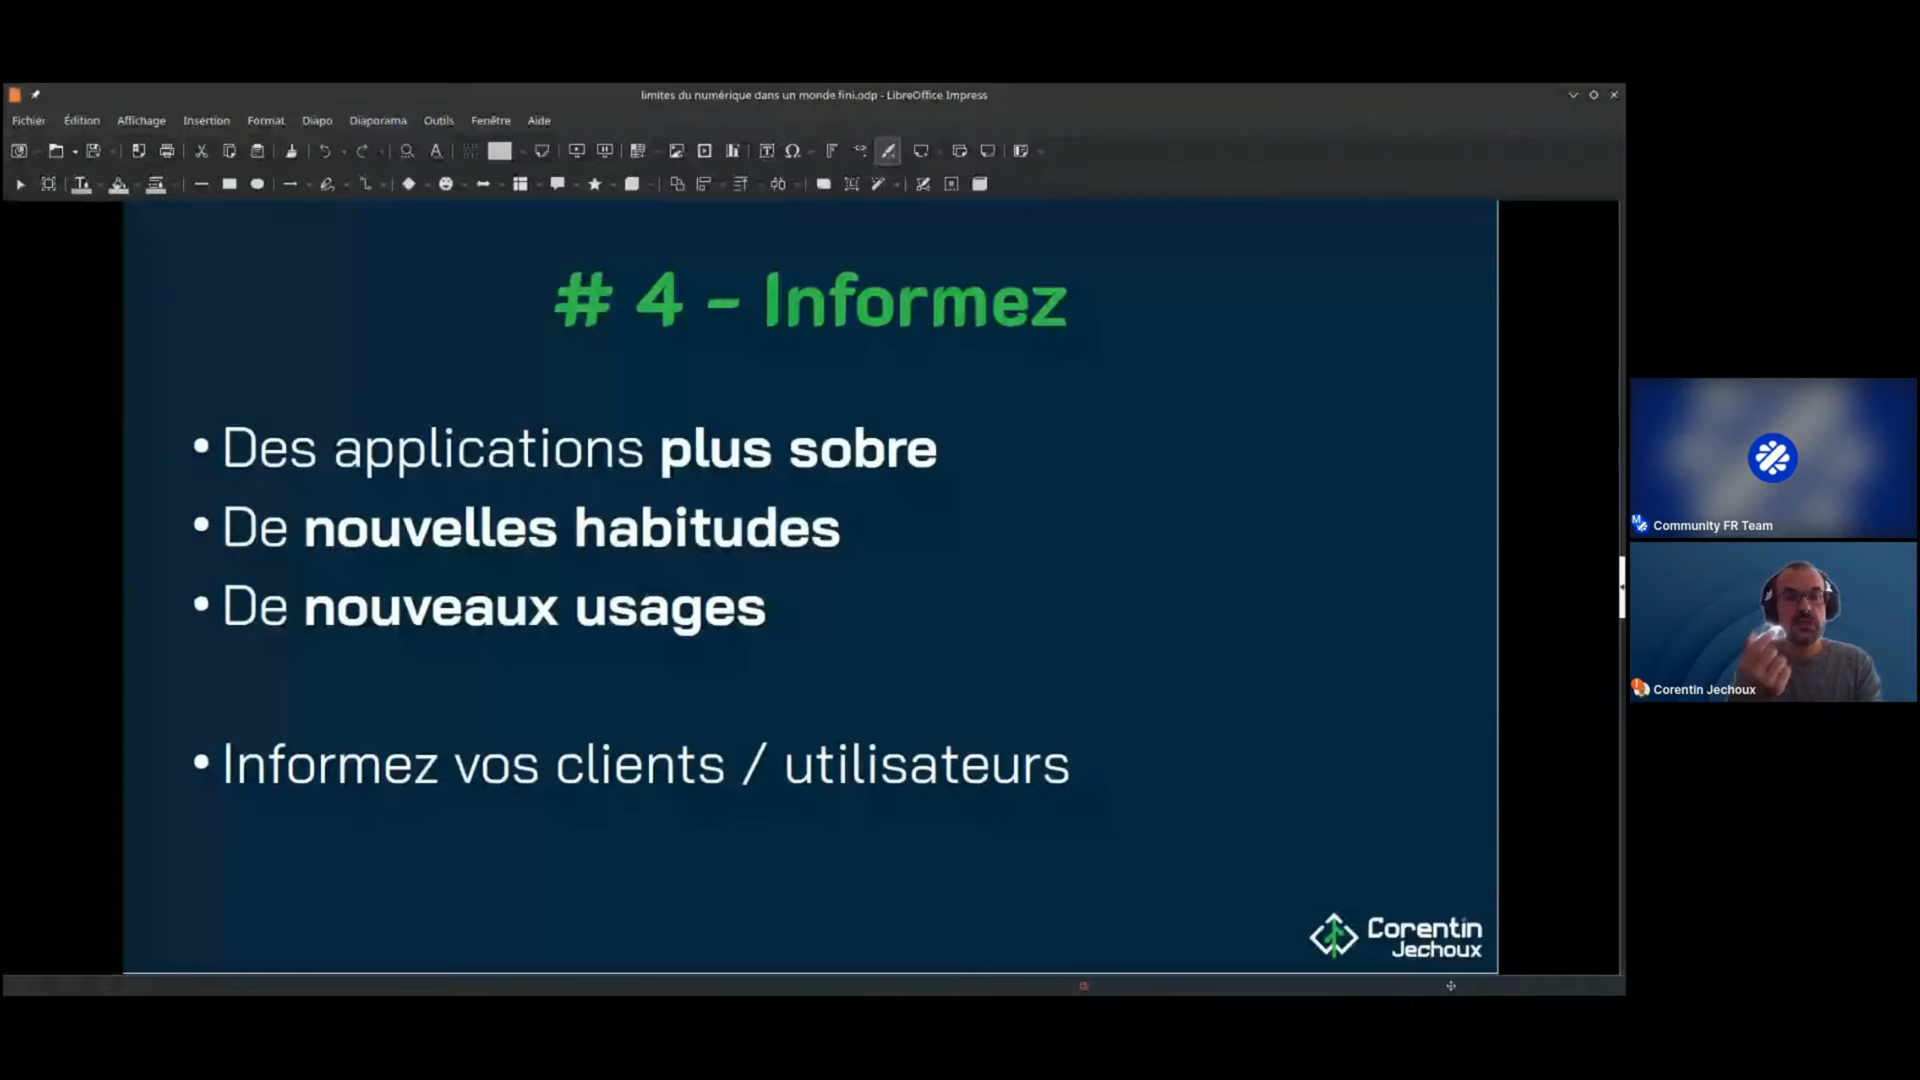 limites du numérique dans un monde fini.odp - LibreOffice Impress
Fichier Édition Affichage Insertion Format Diapo Diaporama Outils Fenêtre Aide
# 4 - Informez
• Des applications plus sobre
• De nouvelles habitudes
• De nouveaux usages
• Informez vos clients / utilisateurs
Corentin
Jechoux
Community FR Team
Corentin Jechoux